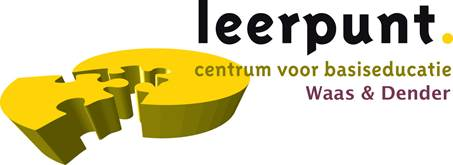 leerpunt.
centrum voor basiseducatie
Waas & Dender